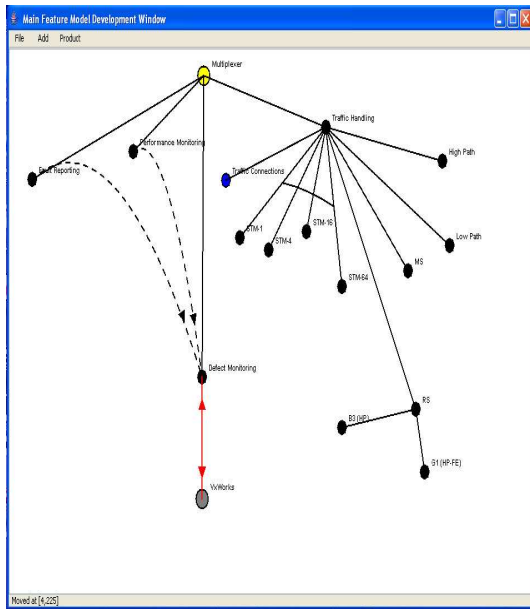 Main Feature Model Development Window
File Add Product
Multiplexer
Traffic Handling
Performance Monitoring
High Path
Fault Reporting
Traffic Connections
STM-1
STM-16
STM-4
Low Path
MS
STM-64
Defect Monitoring
RS
B3 (HP)
G1 (HP-FE)
VxWorks
Moved at [4,225]